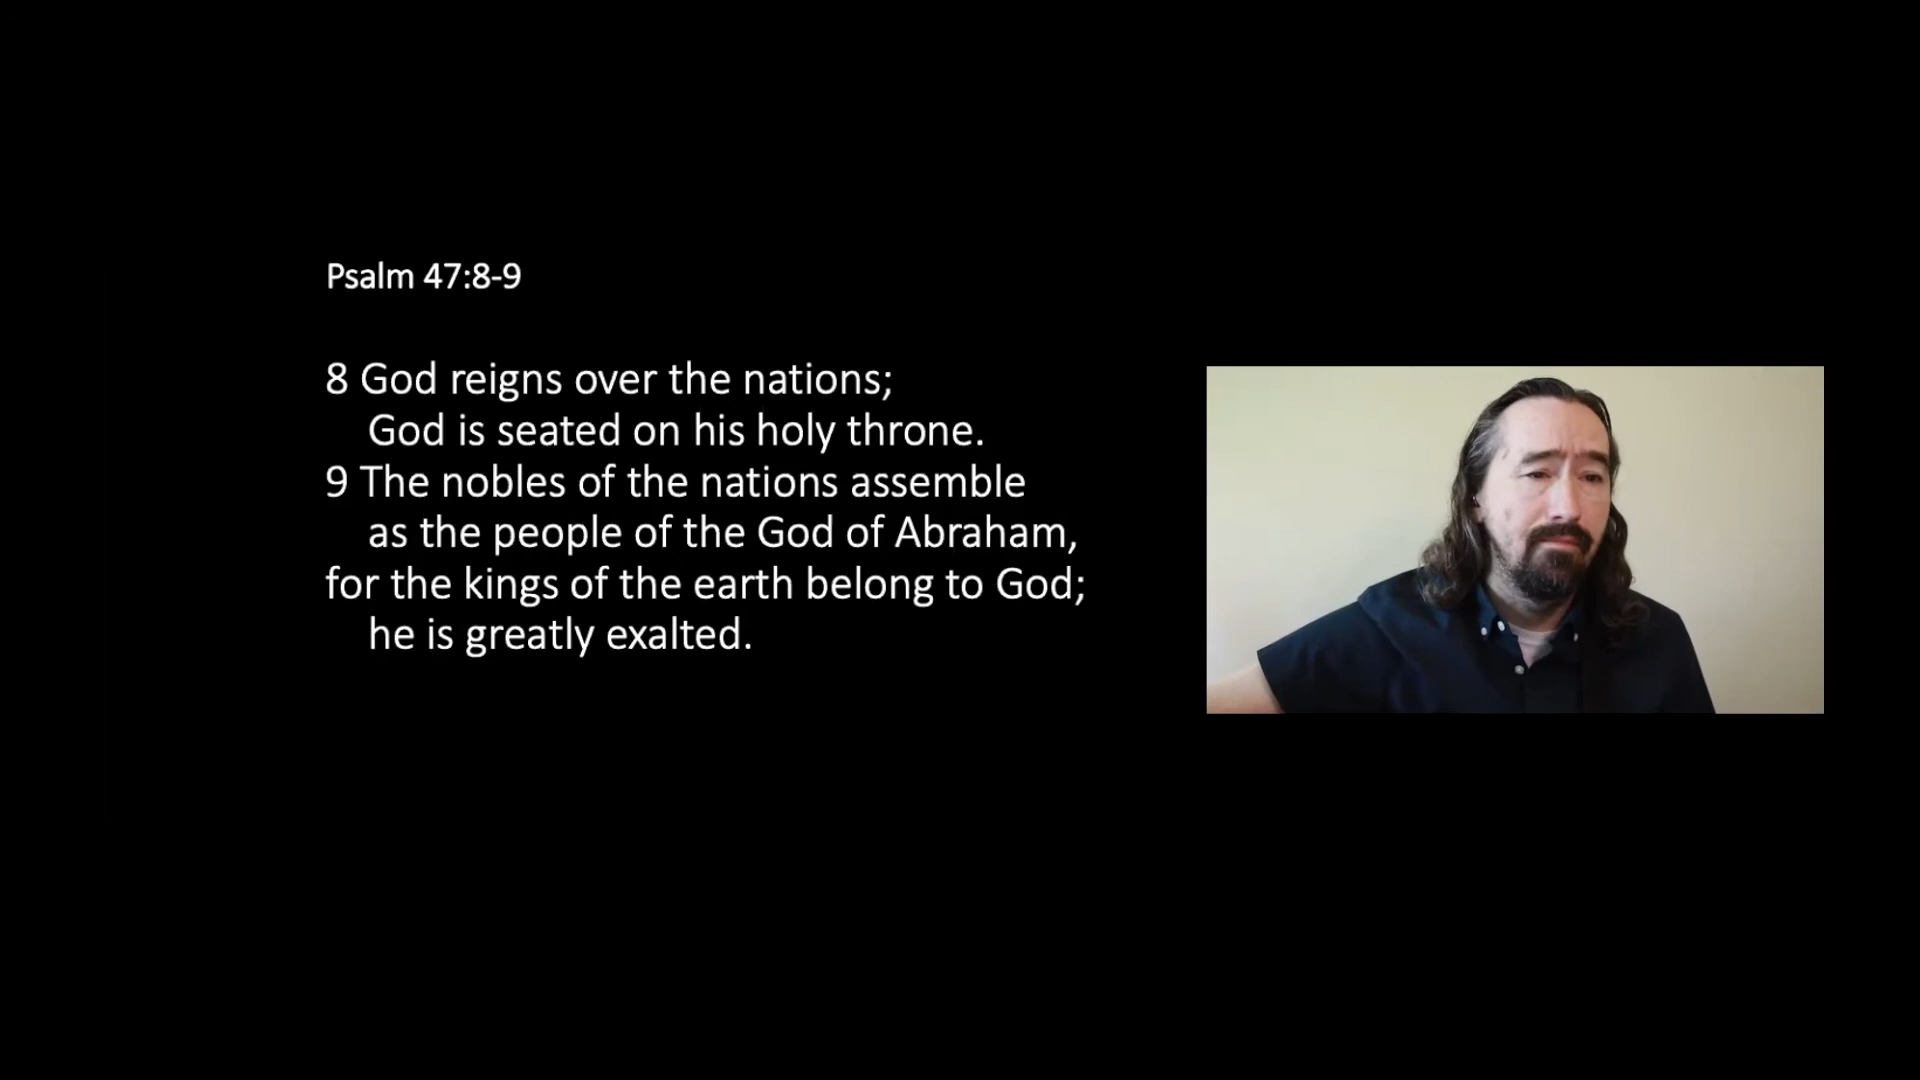 Psalm 47:8-9
8 God reigns over the nations;
God is seated on his holy throne.
9 The nobles of the nations assemble
as the people of the God of Abraham,
for the kings of the earth belong to God;
he is greatly exalted.